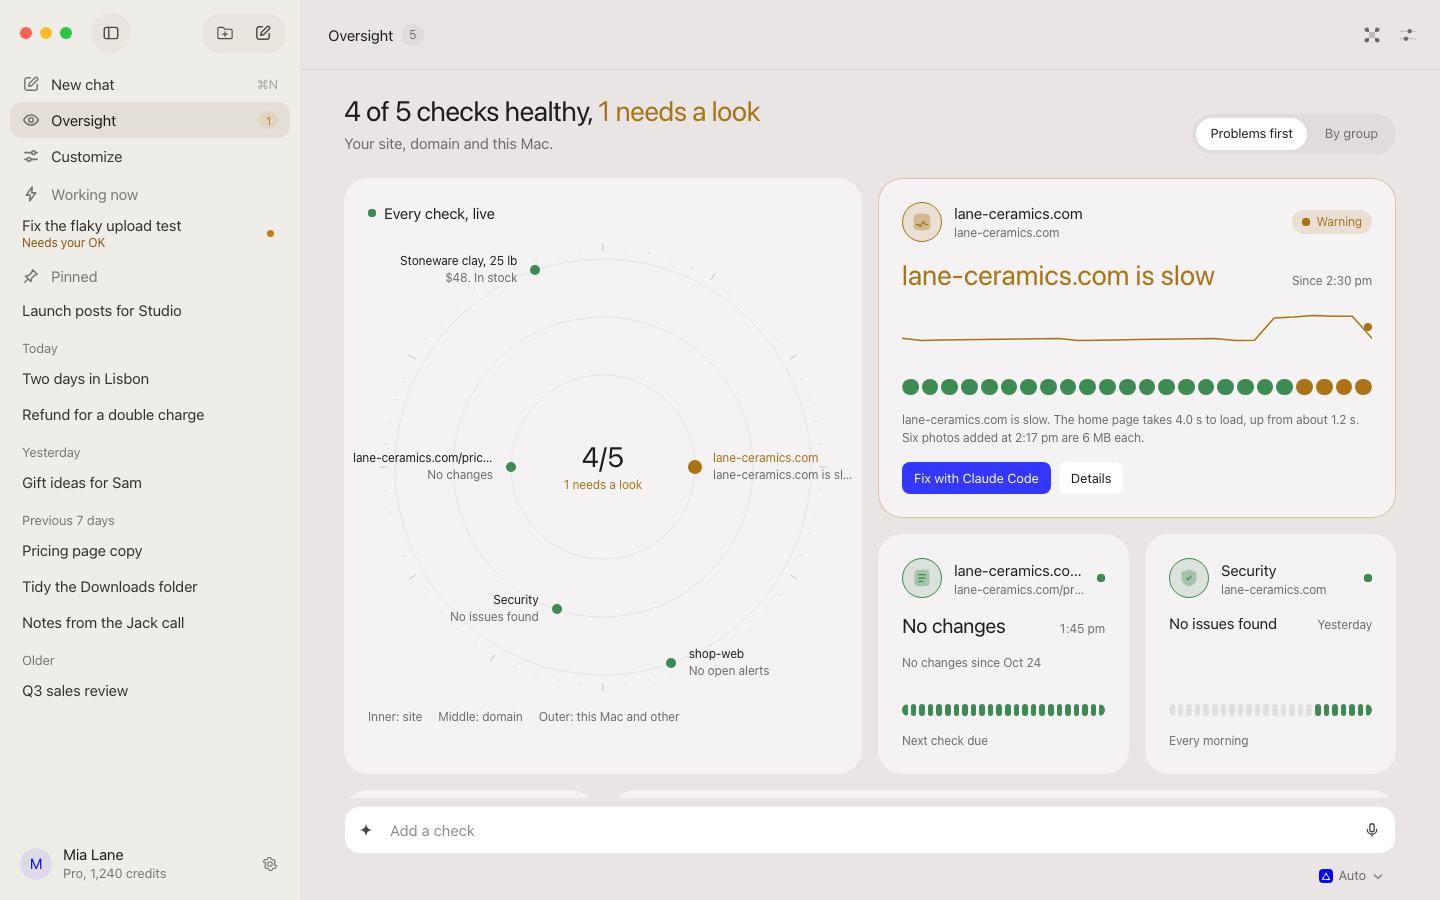 New chat
⌘N
Oversight
1
Customize
Working now
Fix the flaky upload test
Needs your OK
Pinned
Launch posts for Studio
Today
Two days in Lisbon
Refund for a double charge
Yesterday
Gift ideas for Sam
Previous 7 days
Pricing page copy
Tidy the Downloads folder
Notes from the Jack call
Older
Q3 sales review
M
Mia Lane
Pro, 1,240 credits
Oversight
5
4 of 5 checks healthy, 1 needs a look
Your site, domain and this Mac.
Problems first
By group
Every check, live
Stoneware clay, 25 lb
$48. In stock
lane-ceramics.com/pric...
No changes
4/5
1 needs a look
lane-ceramics.com
lane-ceramics.com is sl...
Security
No issues found
shop-web
No open alerts
Inner: site
Middle: domain
Outer: this Mac and other
lane-ceramics.com
lane-ceramics.com
Warning
lane-ceramics.com is slow
Since 2:30 pm
lane-ceramics.com is slow. The home page takes 4.0 s to load, up from about 1.2 s.
Six photos added at 2:17 pm are 6 MB each.
Fix with Claude Code
Details
lane-ceramics.co...
lane-ceramics.com/pr...
No changes
1:45 pm
No changes since Oct 24
Next check due
Security
lane-ceramics.com
No issues found
Yesterday
Every morning
Add a check
Auto